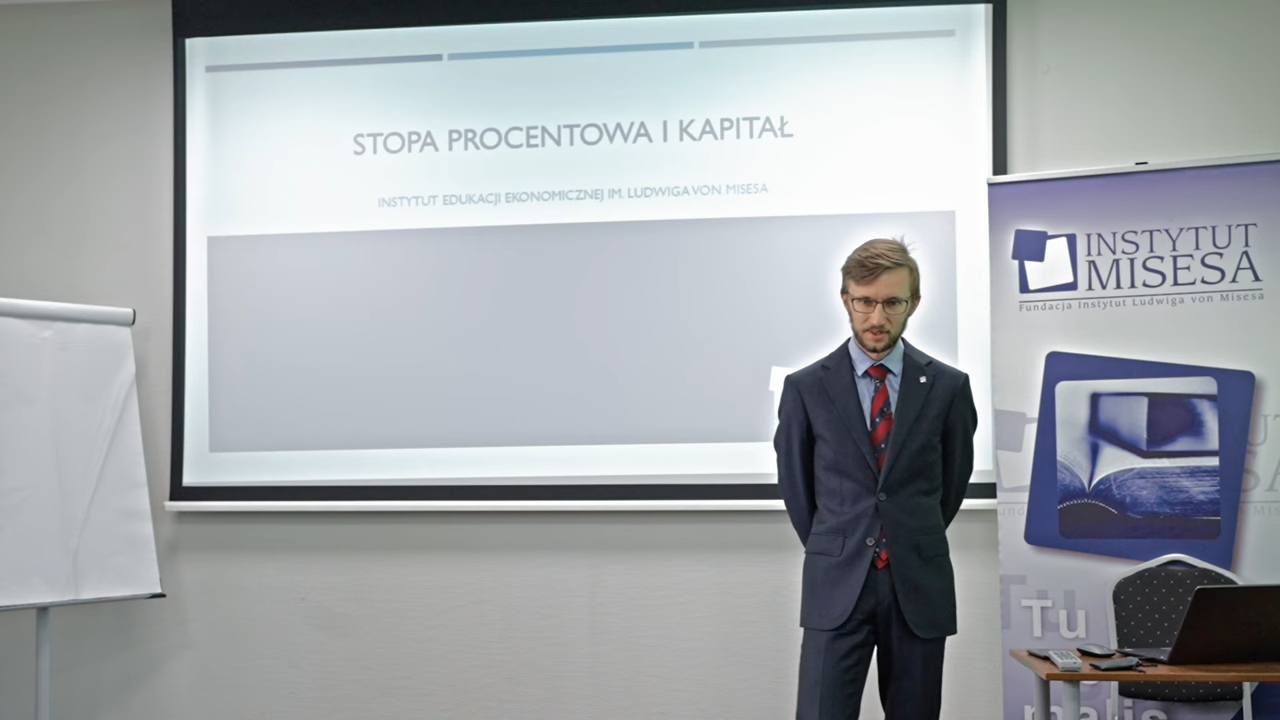 STOPA PROCENTOWA I KAPITAŁ
INSTYTUT EDUKACJI EKONOMICZNEJ IM. LUDWIGA VON MISESA
INSTYTUT
MISESA
Fundacja Instytut Ludwiga von Misesa
Tu